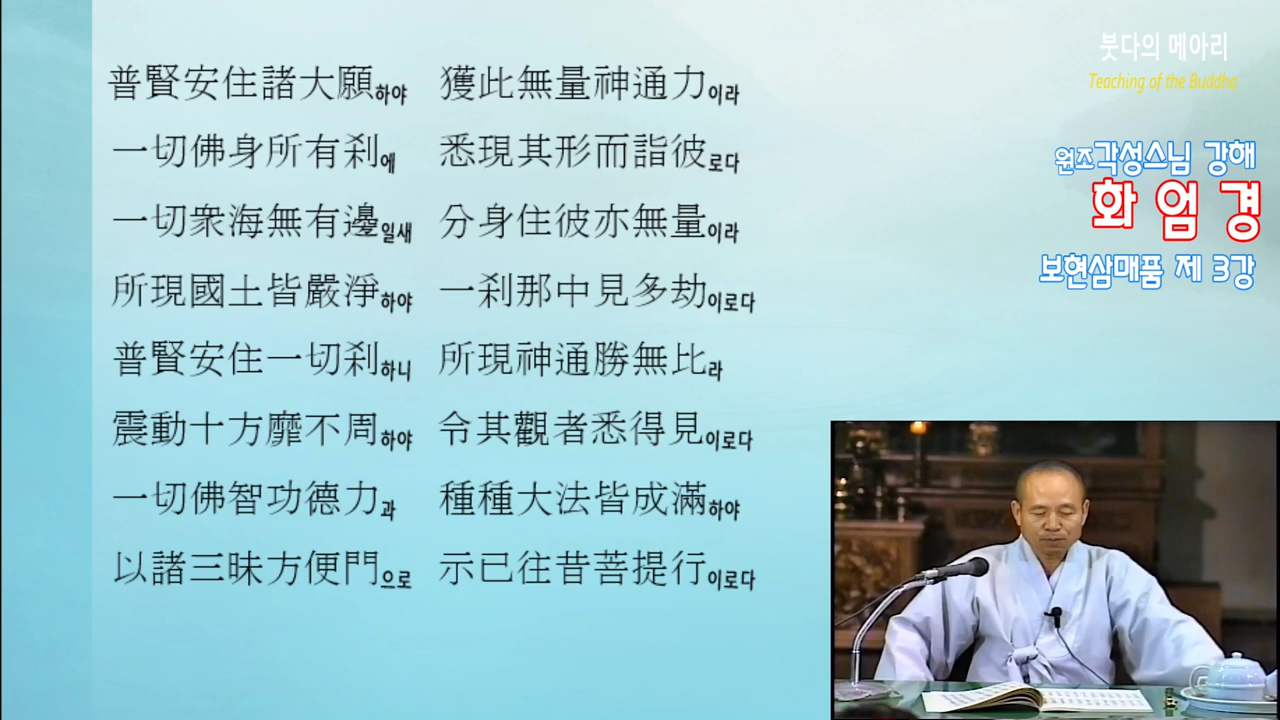 普賢安住諸大願하야 獲此無量神通力이라
一切佛身所有刹에 悉現其形而詣彼로다
一切衆海無有邊일새 分身住彼亦無量이라
所現國土皆嚴淨하야 一刹那中見多劫이로다
普賢安住一切刹하니 所現神通勝無比라
震動十方靡不周하야 令其觀者悉得見이로다
一切佛智功德力과 種種大法皆成滿하야
以諸三昧方便門으로 示已往昔菩提行이로다
붓다의 메아리
Teaching of the Buddha
원조각성스님 강해
화엄경
보현삼매품 제 3강